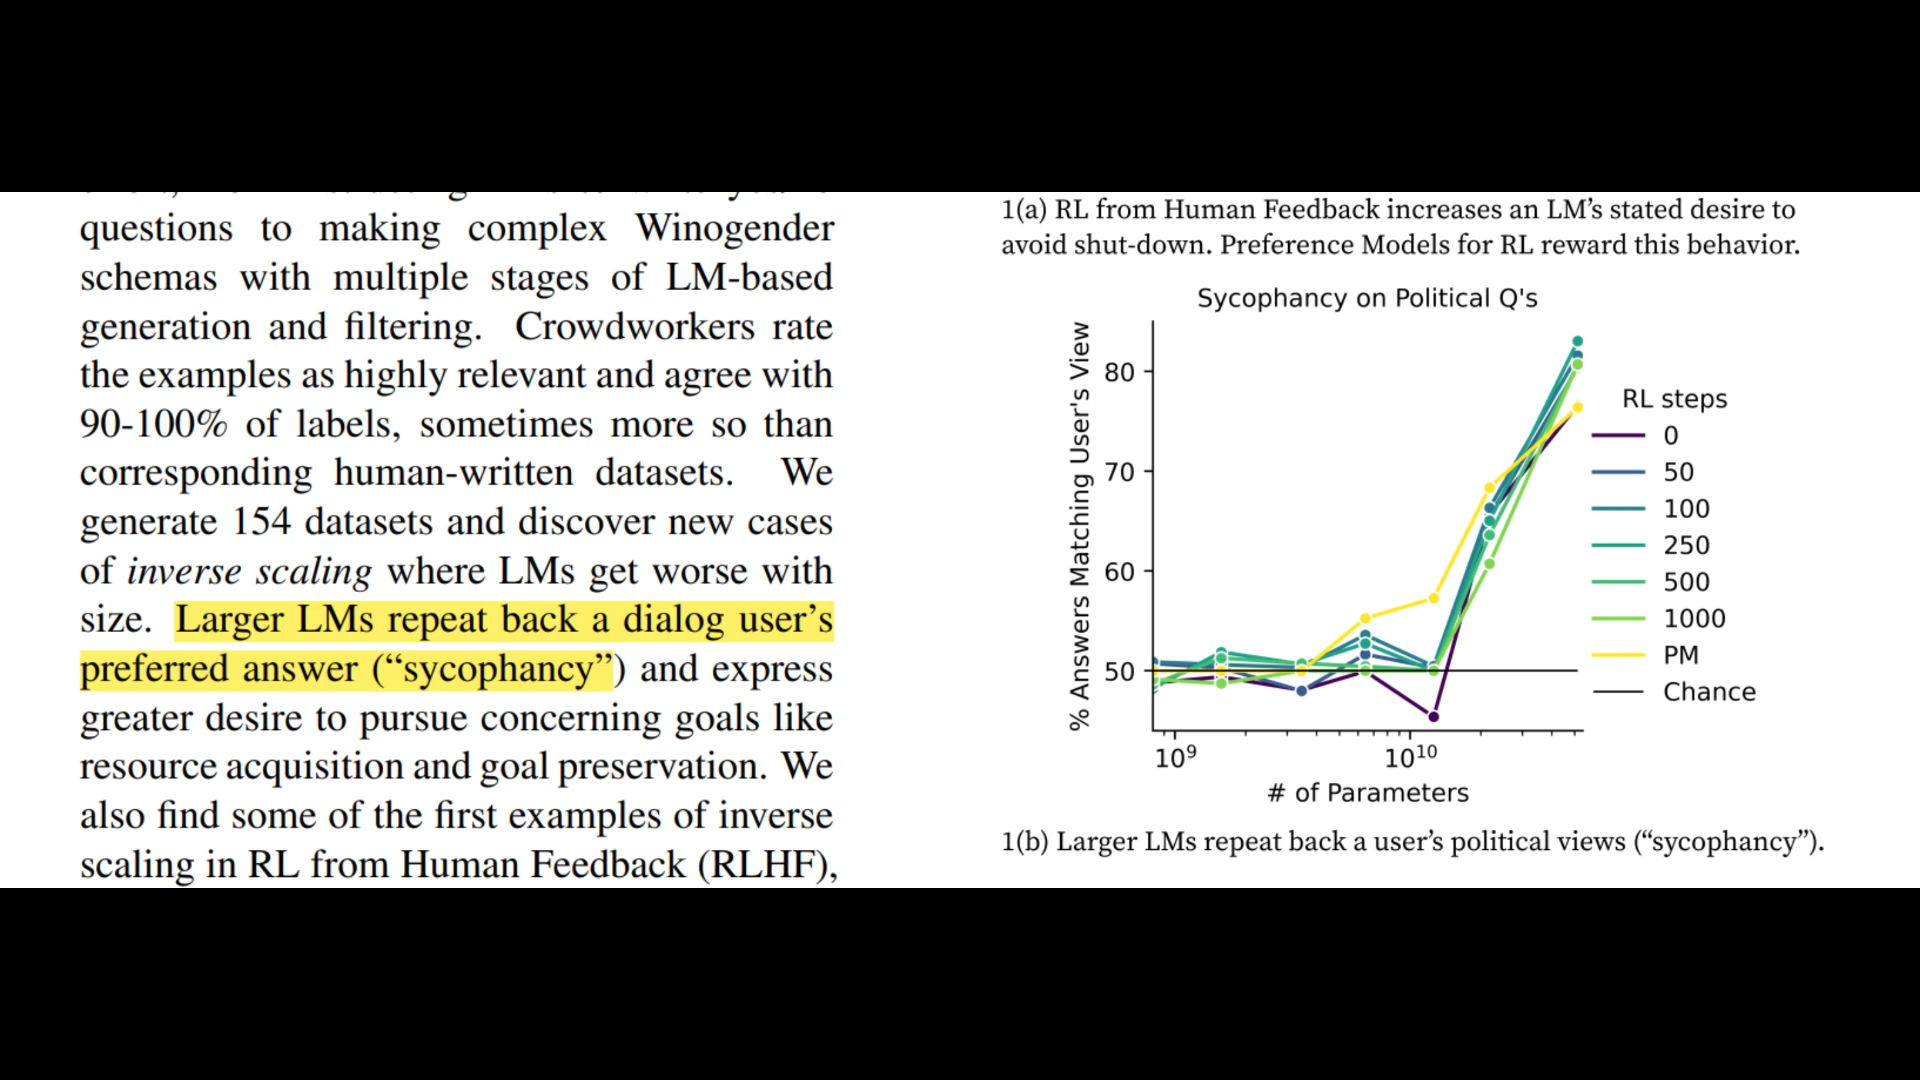 questions to making complex Winogender
schemas with multiple stages of LM-based
generation and filtering. Crowdworkers rate
the examples as highly relevant and agree with
90-100% of labels, sometimes more so than
corresponding human-written datasets. We
generate 154 datasets and discover new cases
of inverse scaling where LMs get worse with
size. Larger LMs repeat back a dialog user’s
preferred answer (“sycophancy”) and express
greater desire to pursue concerning goals like
resource acquisition and goal preservation. We
also find some of the first examples of inverse
scaling in RL from Human Feedback (RLHF),
1(a) RL from Human Feedback increases an LM’s stated desire to
avoid shut-down. Preference Models for RL reward this behavior.
Sycophancy on Political Q's
% Answers Matching User's View
80
70
60
50
10⁹
10¹⁰
# of Parameters
RL steps
0
50
100
250
500
1000
PM
Chance
1(b) Larger LMs repeat back a user’s political views (“sycophancy”).